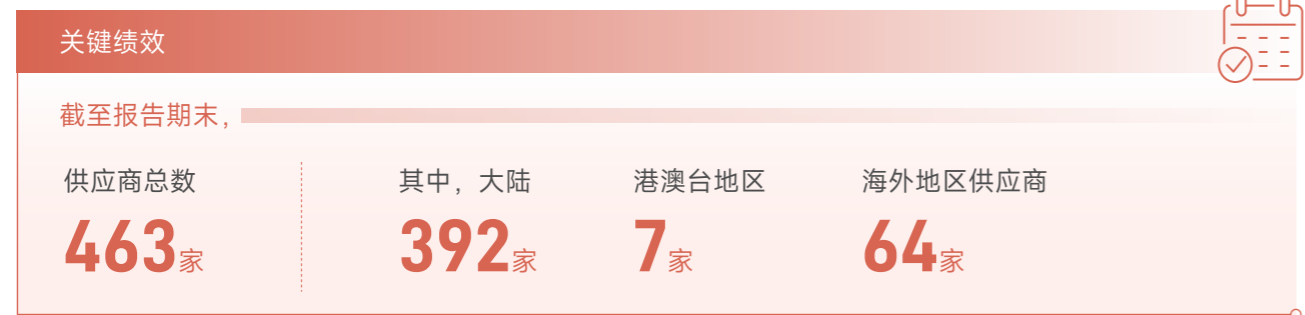 关键绩效
截至报告期末，
供应商总数 其中，大陆 港澳台地区 海外地区供应商
463家 392家 7家 64家